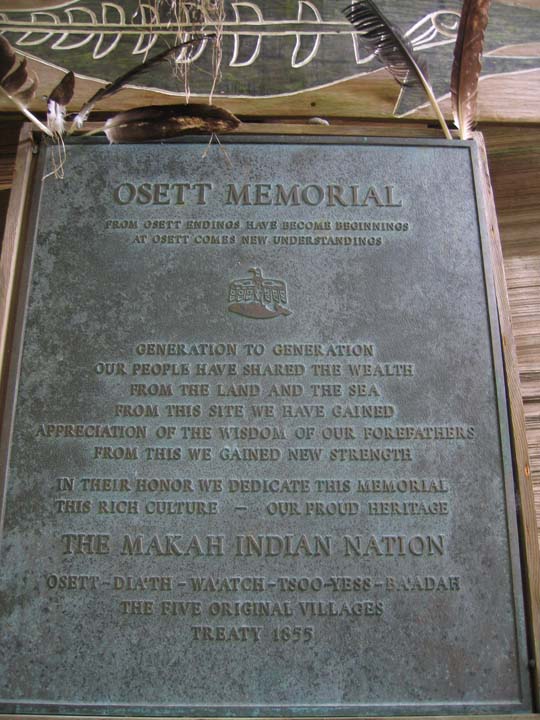 OSETT MEMORIAL
FROM OSETT ENDINGS HAVE BECOME BEGINNINGS
AT OSETT COMES NEW UNDERSTANDINGS
GENERATION TO GENERATION
OUR PEOPLE HAVE SHARED THE WEALTH
FROM THE LAND AND THE SEA
FROM THIS SITE WE HAVE GAINED
APPRECIATION OF THE WISDOM OF OUR FOREFATHERS
FROM THIS WE GAINED NEW STRENGTH
IN THEIR HONOR WE DEDICATE THIS MEMORIAL
THIS RICH CULTURE — OUR PROUD HERITAGE
THE MAKAH INDIAN NATION
OSETT-DIA'TH-WA'ATCH-TSOO-YESS-BA'ADAH
THE FIVE ORIGINAL VILLAGES
TREATY 1855